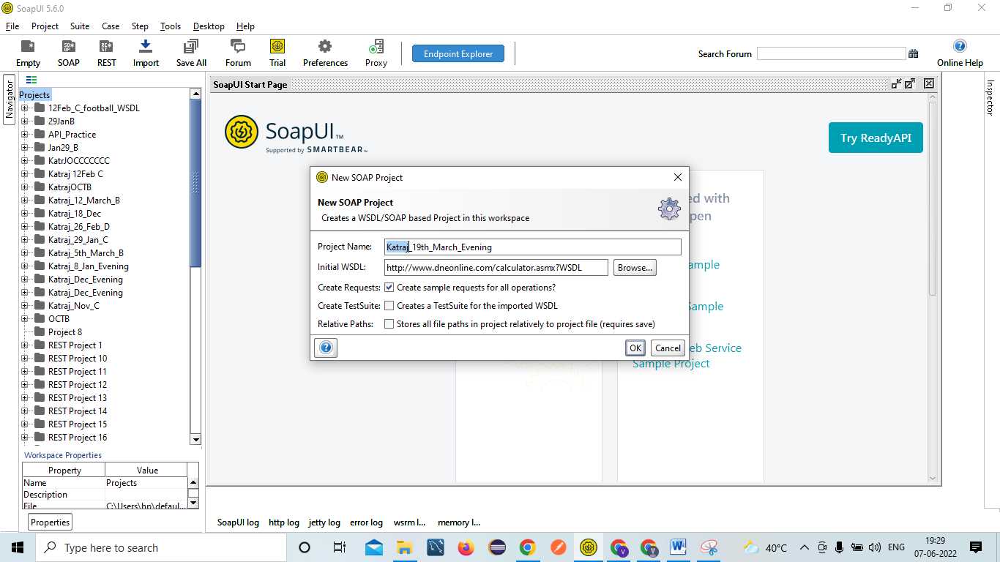 SoapUI 5.6.0
File Project Suite Case Step Tools Desktop Help
Empty SOAP REST Import Save All Forum Trial Preferences Proxy Endpoint Explorer Search Forum Online Help
Navigator
Projects
12Feb_C_football_WSDL
29JanB
API_Practice
Jan29_B
KatrJOCCCCCCC
Katraj 12Feb C
KatrajOCTB
Katraj_12_March_B
Katraj_18_Dec
Katraj_26_Feb_D
Katraj_29_Jan_C
Katraj_5th_March_B
Katraj_8_Jan_Evening
Katraj_Dec_Evening
Katraj_Dec_Evening
Katraj_Nov_C
OCTB
Project 8
REST Project 1
REST Project 10
REST Project 11
REST Project 12
REST Project 13
REST Project 14
REST Project 15
REST Project 16
Workspace Properties
Property Value
Name Projects
Description
File C:\Users\hp\defaul...
Properties
SoapUI Start Page
SoapUI™
Supported by SMARTBEAR™
Try ReadyAPI
New SOAP Project
New SOAP Project
Creates a WSDL/SOAP based Project in this workspace
Project Name: Katraj_19th_March_Evening
Initial WSDL: http://www.dneonline.com/calculator.asmx?WSDL Browse...
Create Requests: Create sample requests for all operations?
Create TestSuite: Creates a TestSuite for the imported WSDL
Relative Paths: Stores all file paths in project relatively to project file (requires save)
OK Cancel
ed with
pen
ample
Sample
eb Service
Sample Project
Inspector
SoapUI log http log jetty log error log wsrm l... memory l...
Type here to search
40°C ENG 19:29
07-06-2022